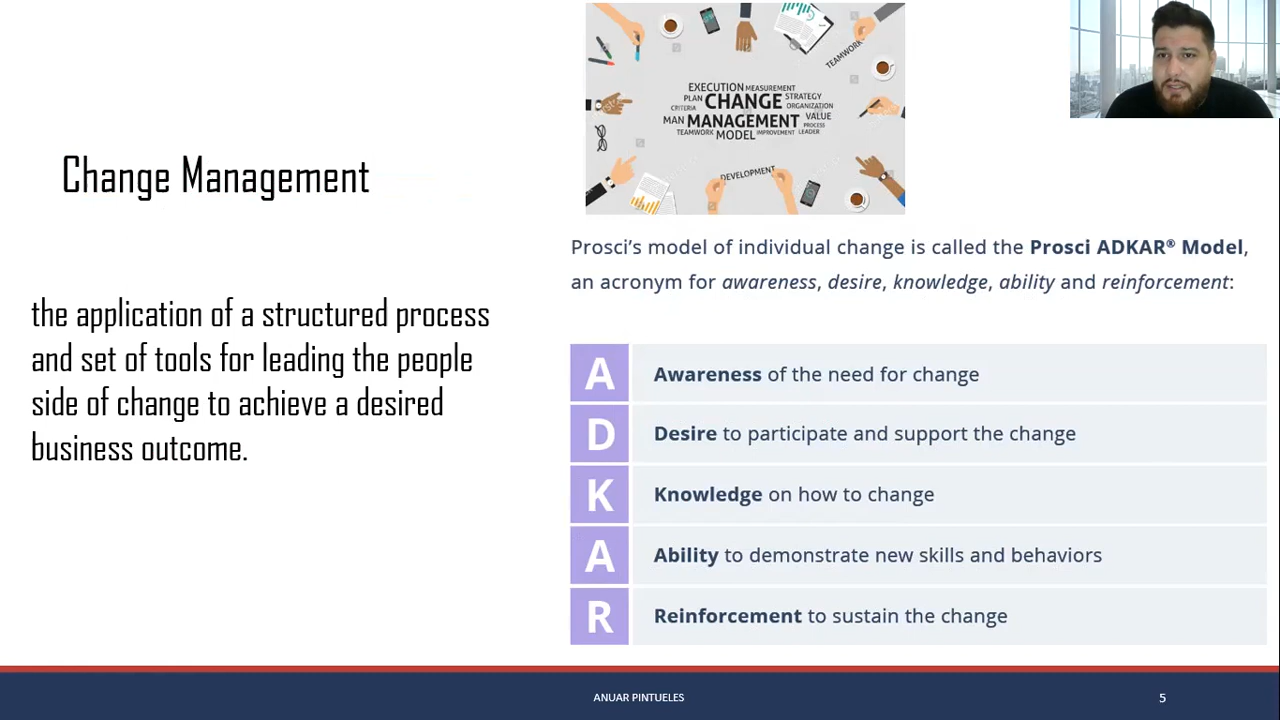 Change Management
the application of a structured process
and set of tools for leading the people
side of change to achieve a desired
business outcome.
EXECUTION MEASUREMENT
PLAN CHANGE STRATEGY
CRITERIA ORGANIZATION
MAN MANAGEMENT VALUE
PROCESS
TEAMWORK MODEL IMPROVEMENT LEADER
TEAMWORK
DEVELOPMENT
Prosci’s model of individual change is called the Prosci ADKAR® Model,
an acronym for awareness, desire, knowledge, ability and reinforcement:
A Awareness of the need for change
D Desire to participate and support the change
K Knowledge on how to change
A Ability to demonstrate new skills and behaviors
R Reinforcement to sustain the change
ANUAR PINTUELES
5